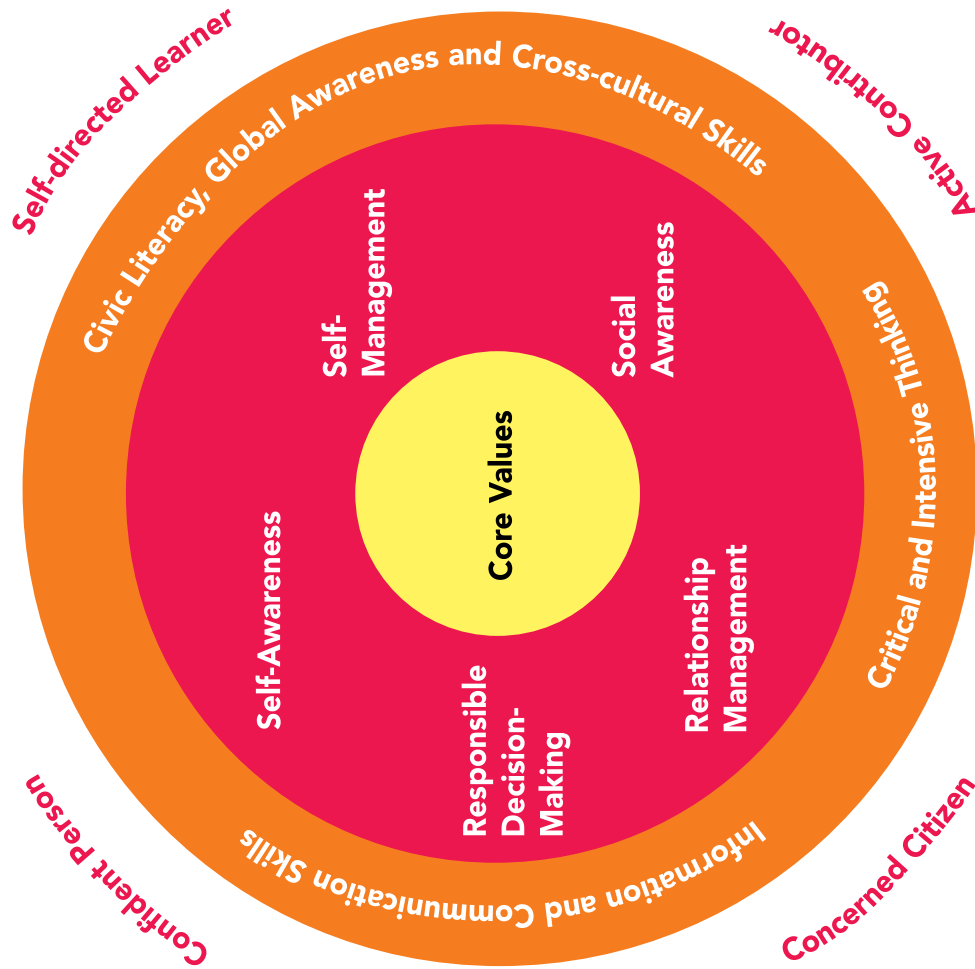 Self-directed Learner
Active Contributor
Civic Literacy, Global Awareness and Cross-cultural Skills
Critical and Intensive Thinking
Information and Communication Skills
Self-
Management
Social
Awareness
Core Values
Self-Awareness
Relationship
Management
Responsible
Decision-
Making
Confident Person
Concerned Citizen